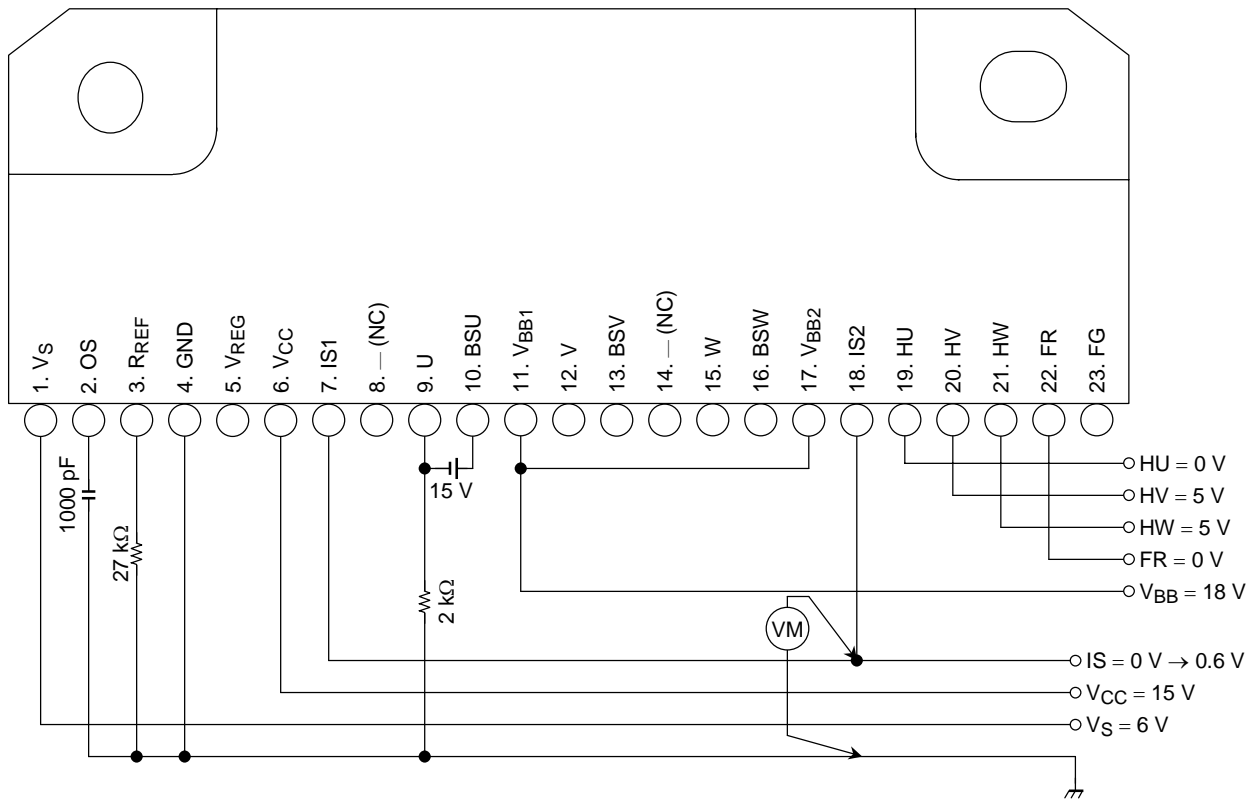 1. VS
2. OS
3. RREF
4. GND
5. VREG
6. VCC
7. IS1
8. — (NC)
9. U
10. BSU
11. VBB1
12. V
13. BSV
14. — (NC)
15. W
16. BSW
17. VBB2
18. IS2
19. HU
20. HV
21. HW
22. FR
23. FG
1000 pF
27 kΩ
15 V
2 kΩ
VM
HU = 0 V
HV = 5 V
HW = 5 V
FR = 0 V
VBB = 18 V
IS = 0 V → 0.6 V
VCC = 15 V
VS = 6 V